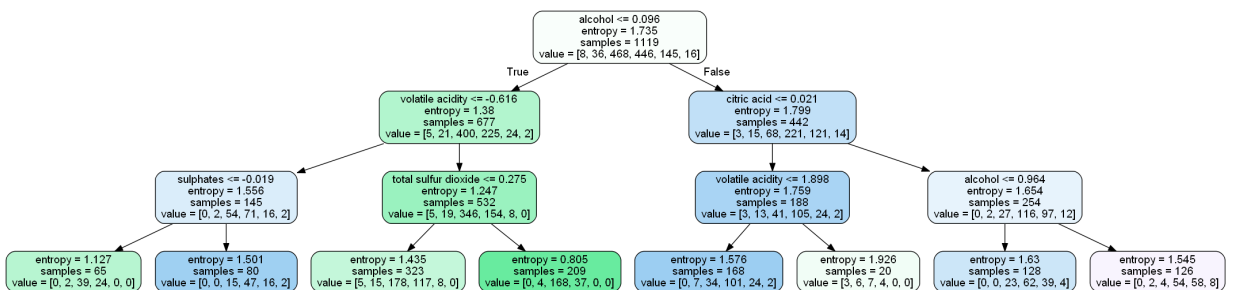 alcohol <= 0.096
entropy = 1.735
samples = 1119
value = [8, 36, 468, 446, 145, 16]
True
False
volatile acidity <= -0.616
entropy = 1.38
samples = 677
value = [5, 21, 400, 225, 24, 2]
citric acid <= 0.021
entropy = 1.799
samples = 442
value = [3, 15, 68, 221, 121, 14]
sulphates <= -0.019
entropy = 1.556
samples = 145
value = [0, 2, 54, 71, 16, 2]
total sulfur dioxide <= 0.275
entropy = 1.247
samples = 532
value = [5, 19, 346, 154, 8, 0]
volatile acidity <= 1.898
entropy = 1.759
samples = 188
value = [3, 13, 41, 105, 24, 2]
alcohol <= 0.964
entropy = 1.654
samples = 254
value = [0, 2, 27, 116, 97, 12]
entropy = 1.127
samples = 65
value = [0, 2, 39, 24, 0, 0]
entropy = 1.501
samples = 80
value = [0, 0, 15, 47, 16, 2]
entropy = 1.435
samples = 323
value = [5, 15, 178, 117, 8, 0]
entropy = 0.805
samples = 209
value = [0, 4, 168, 37, 0, 0]
entropy = 1.576
samples = 168
value = [0, 7, 34, 101, 24, 2]
entropy = 1.926
samples = 20
value = [3, 6, 7, 4, 0, 0]
entropy = 1.63
samples = 128
value = [0, 0, 23, 62, 39, 4]
entropy = 1.545
samples = 126
value = [0, 2, 4, 54, 58, 8]